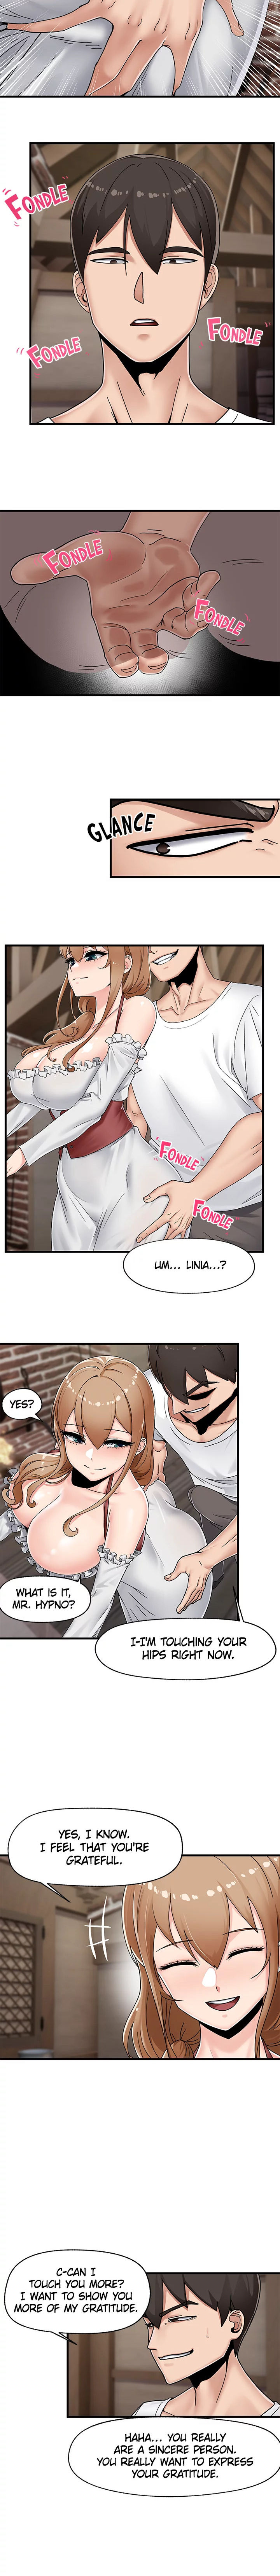 FONDLE
FONDLE
FONDLE
FONDLE
FONDLE
GLANCE
FONDLE
FONDLE
UM... LINIA...?
YES?
WHAT IS IT,
MR. HYPNO?
I-I'M TOUCHING YOUR
HIPS RIGHT NOW.
YES, I KNOW.
I FEEL THAT YOU'RE
GRATEFUL.
C-CAN I
TOUCH YOU MORE?
I WANT TO SHOW YOU
MORE OF MY GRATITUDE.
HAHA... YOU REALLY
ARE A SINCERE PERSON.
YOU REALLY WANT TO EXPRESS
YOUR GRATITUDE.